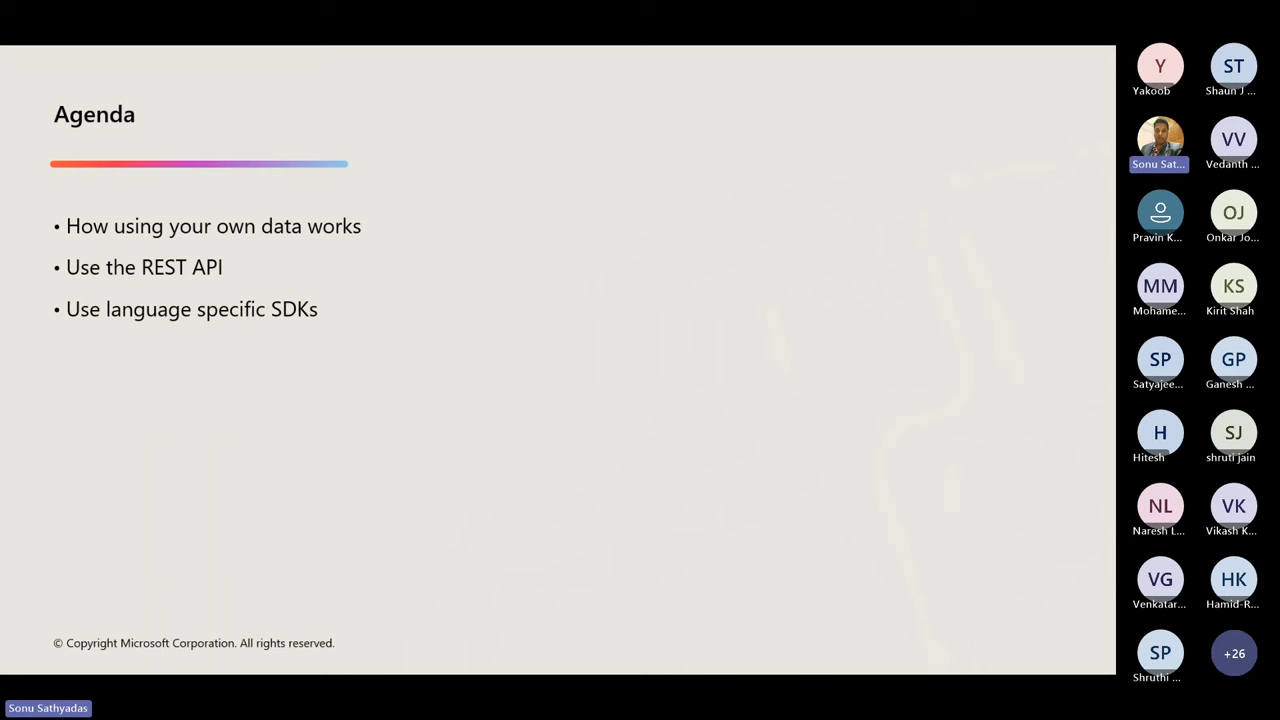 Agenda
• How using your own data works
• Use the REST API
• Use language specific SDKs
© Copyright Microsoft Corporation. All rights reserved.
Sonu Sathyadas
Y
Yakoob
ST
Shaun J ...
Sonu Sat...
VV
Vedanth ...
Pravin K...
OJ
Onkar Jo...
MM
Mohame...
KS
Kirit Shah
SP
Satyajee...
GP
Ganesh ...
H
Hitesh
SJ
shruti jain
NL
Naresh L...
VK
Vikash K...
VG
Venkatar...
HK
Hamid-R...
SP
Shruthi ...
+26